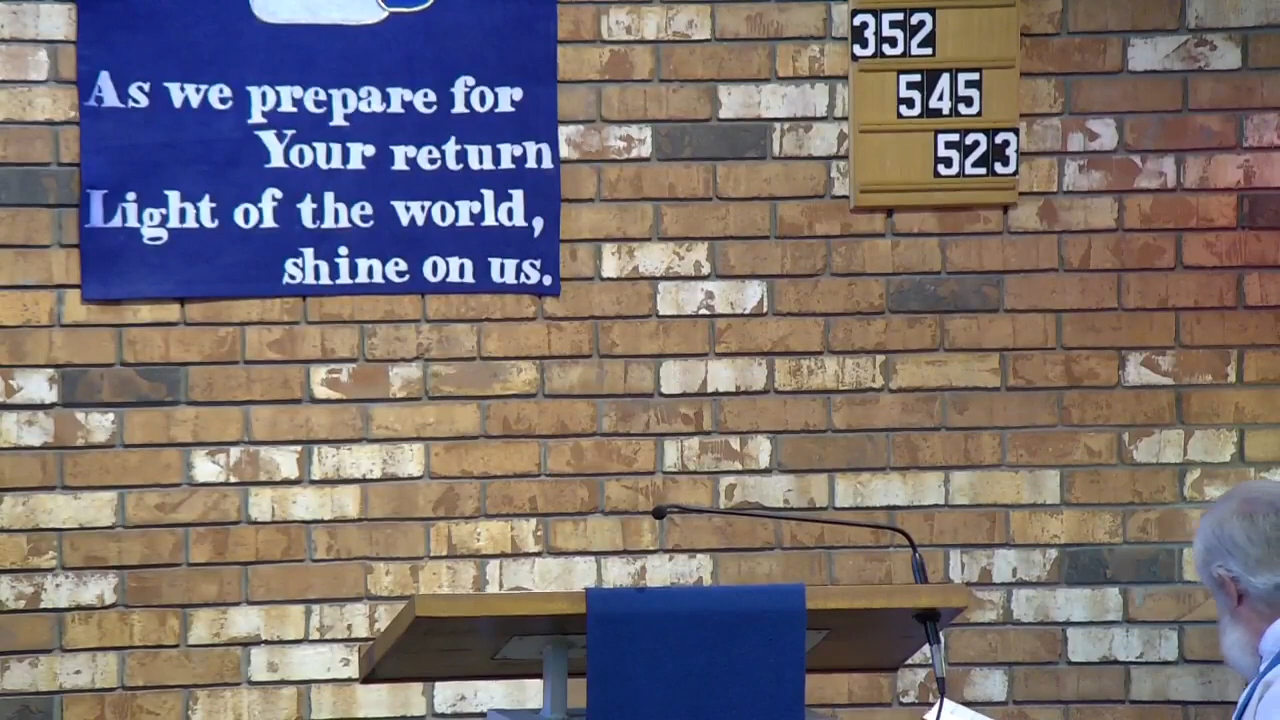 As we prepare for
Your return
Light of the world,
shine on us.
352
545
523